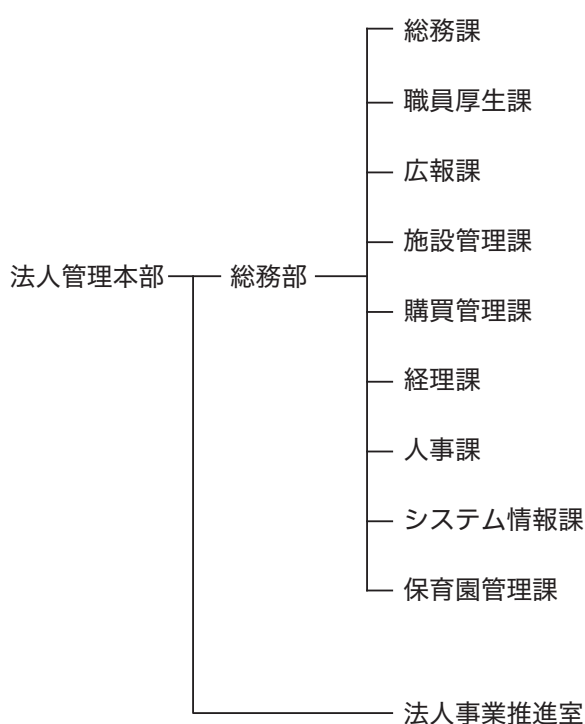 総務課
職員厚生課
広報課
施設管理課
法人管理本部
総務部
購買管理課
経理課
人事課
システム情報課
保育園管理課
法人事業推進室